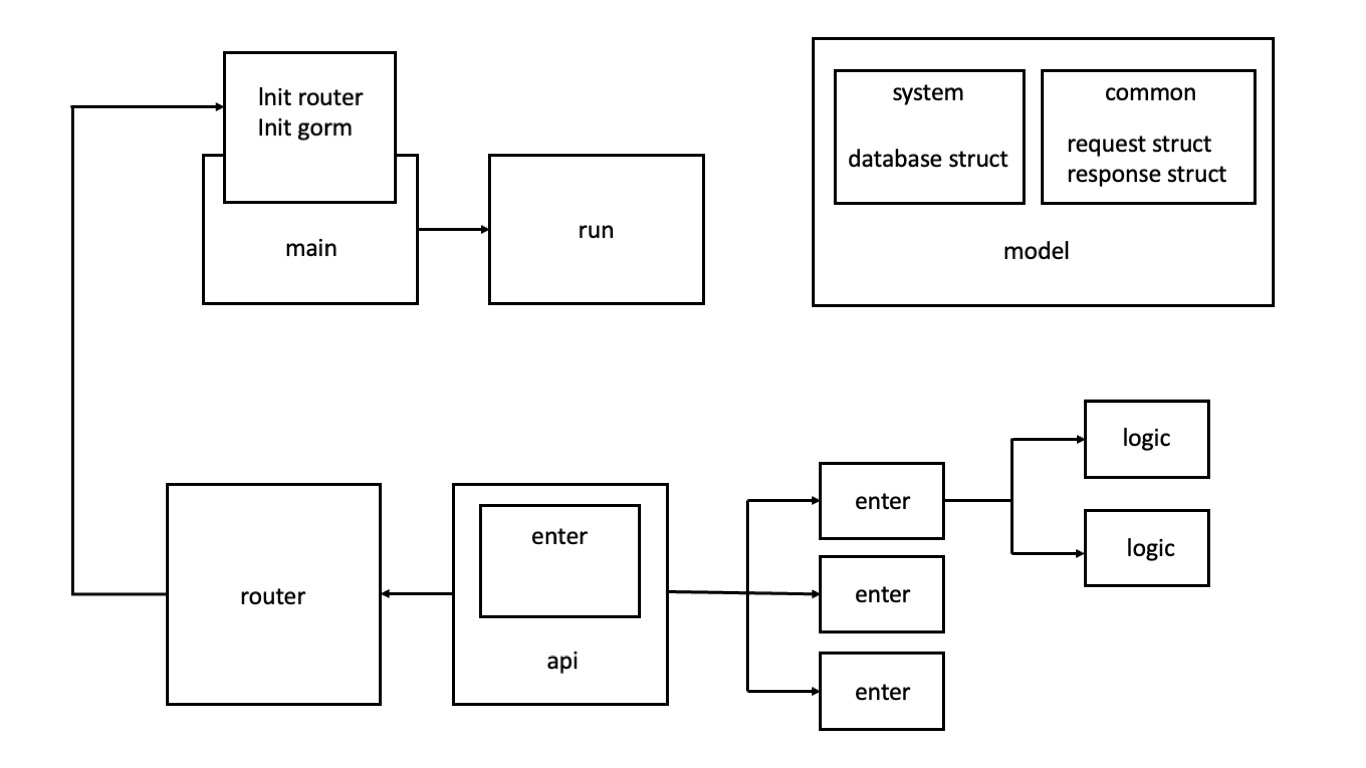 Init router
Init gorm
main
run
system
database struct
common
request struct
response struct
model
router
enter
api
enter
enter
enter
logic
logic